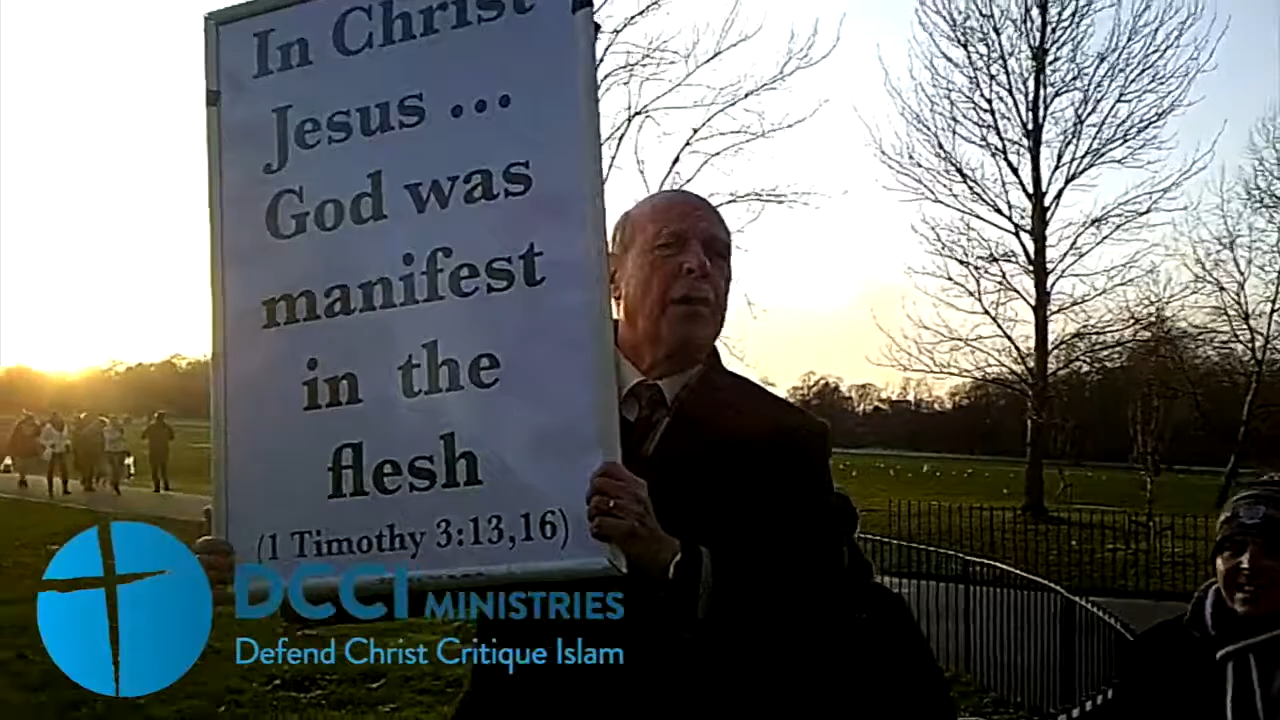 In Christ
Jesus ...
God was
manifest
in the
flesh
(1 Timothy 3:13,16)
DCCI MINISTRIES
Defend Christ Critique Islam